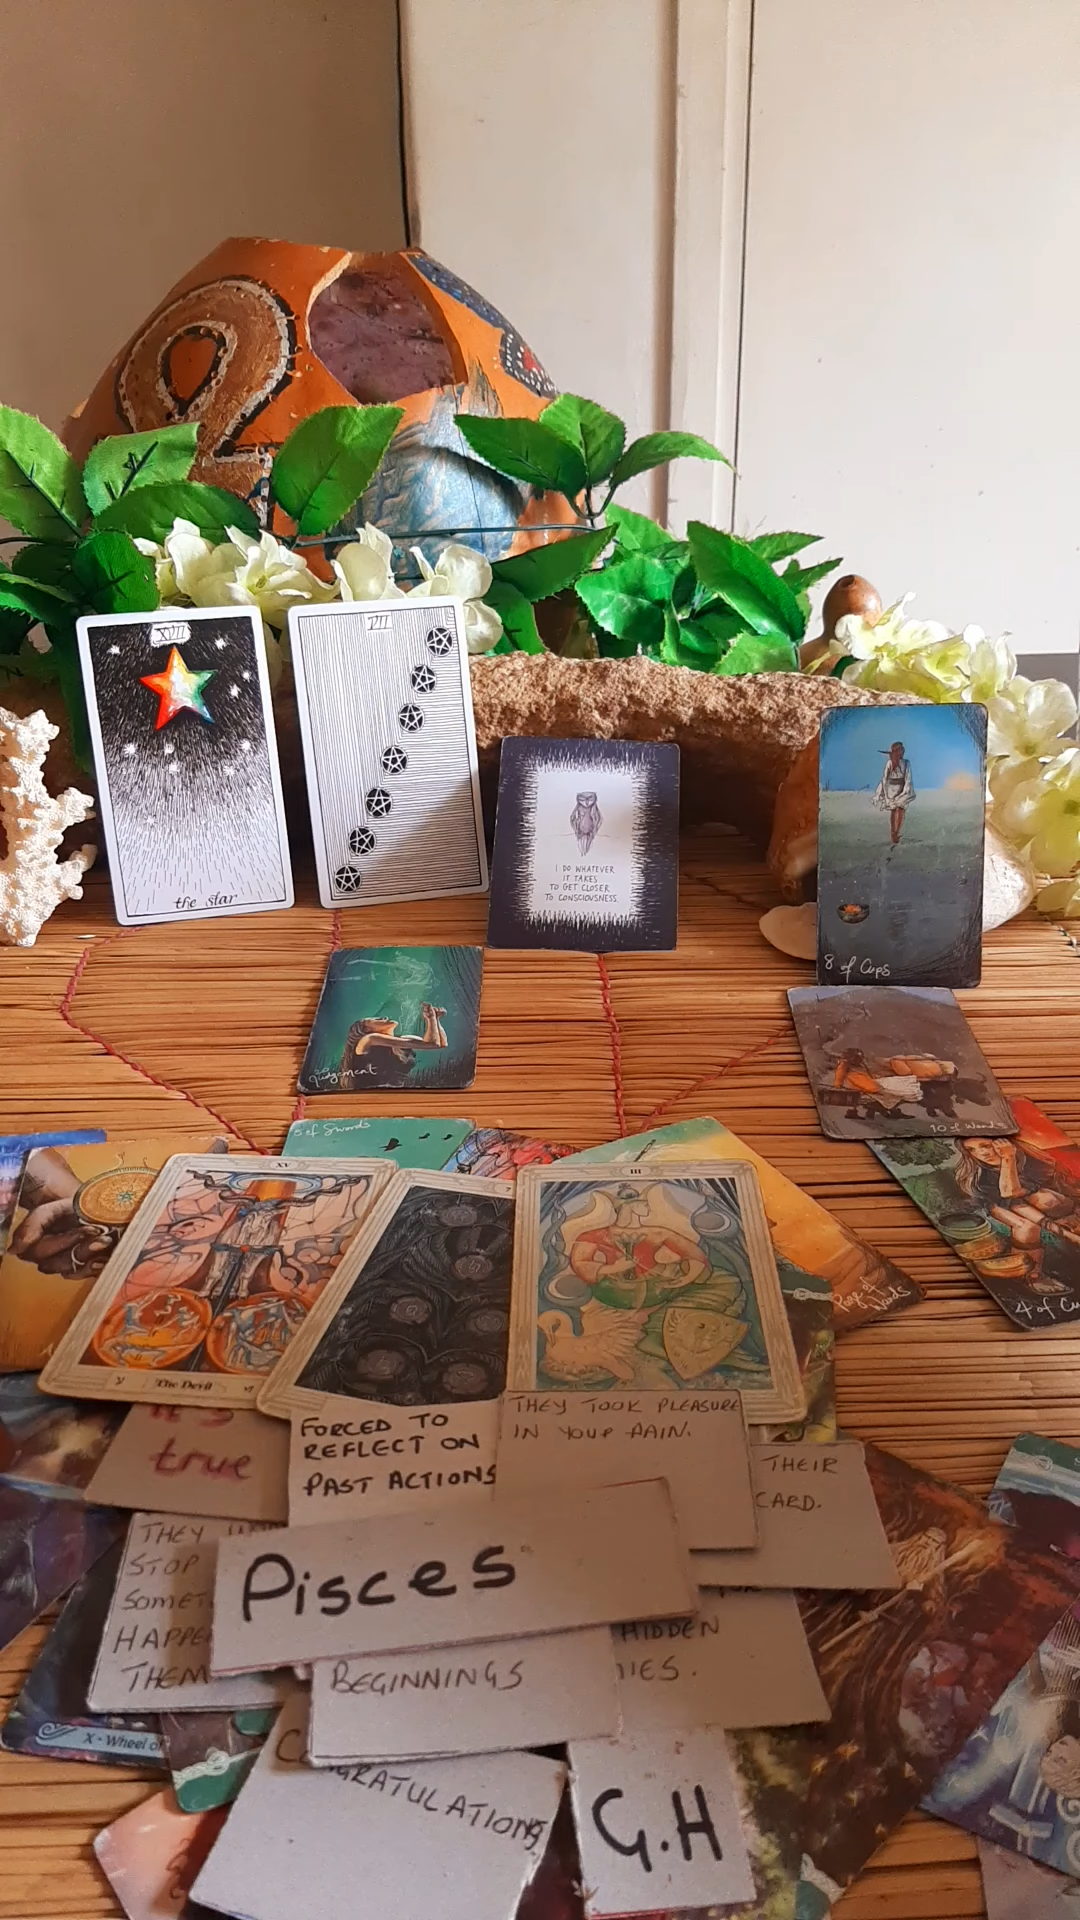 XVII
the star
VII
I DO WHATEVER
IT TAKES
TO GET CLOSER
TO CONSCIOUSNESS.
8 of Cups
Judgement
10 of Wands
5 of Swords
XV
The Devil
7
III
Page of
Wands
4 of Cu
it's
true
FORCED TO
REFLECT ON
PAST ACTIONS
THEY TOOK PLEASURE
IN YOUR PAIN.
THEIR
CARD.
THEY
STOP
SOMET
HAPPE
THEM
Pisces
HIDDEN
IES.
BEGINNINGS
X - Wheel of
CONGRATULATIONS
G.H